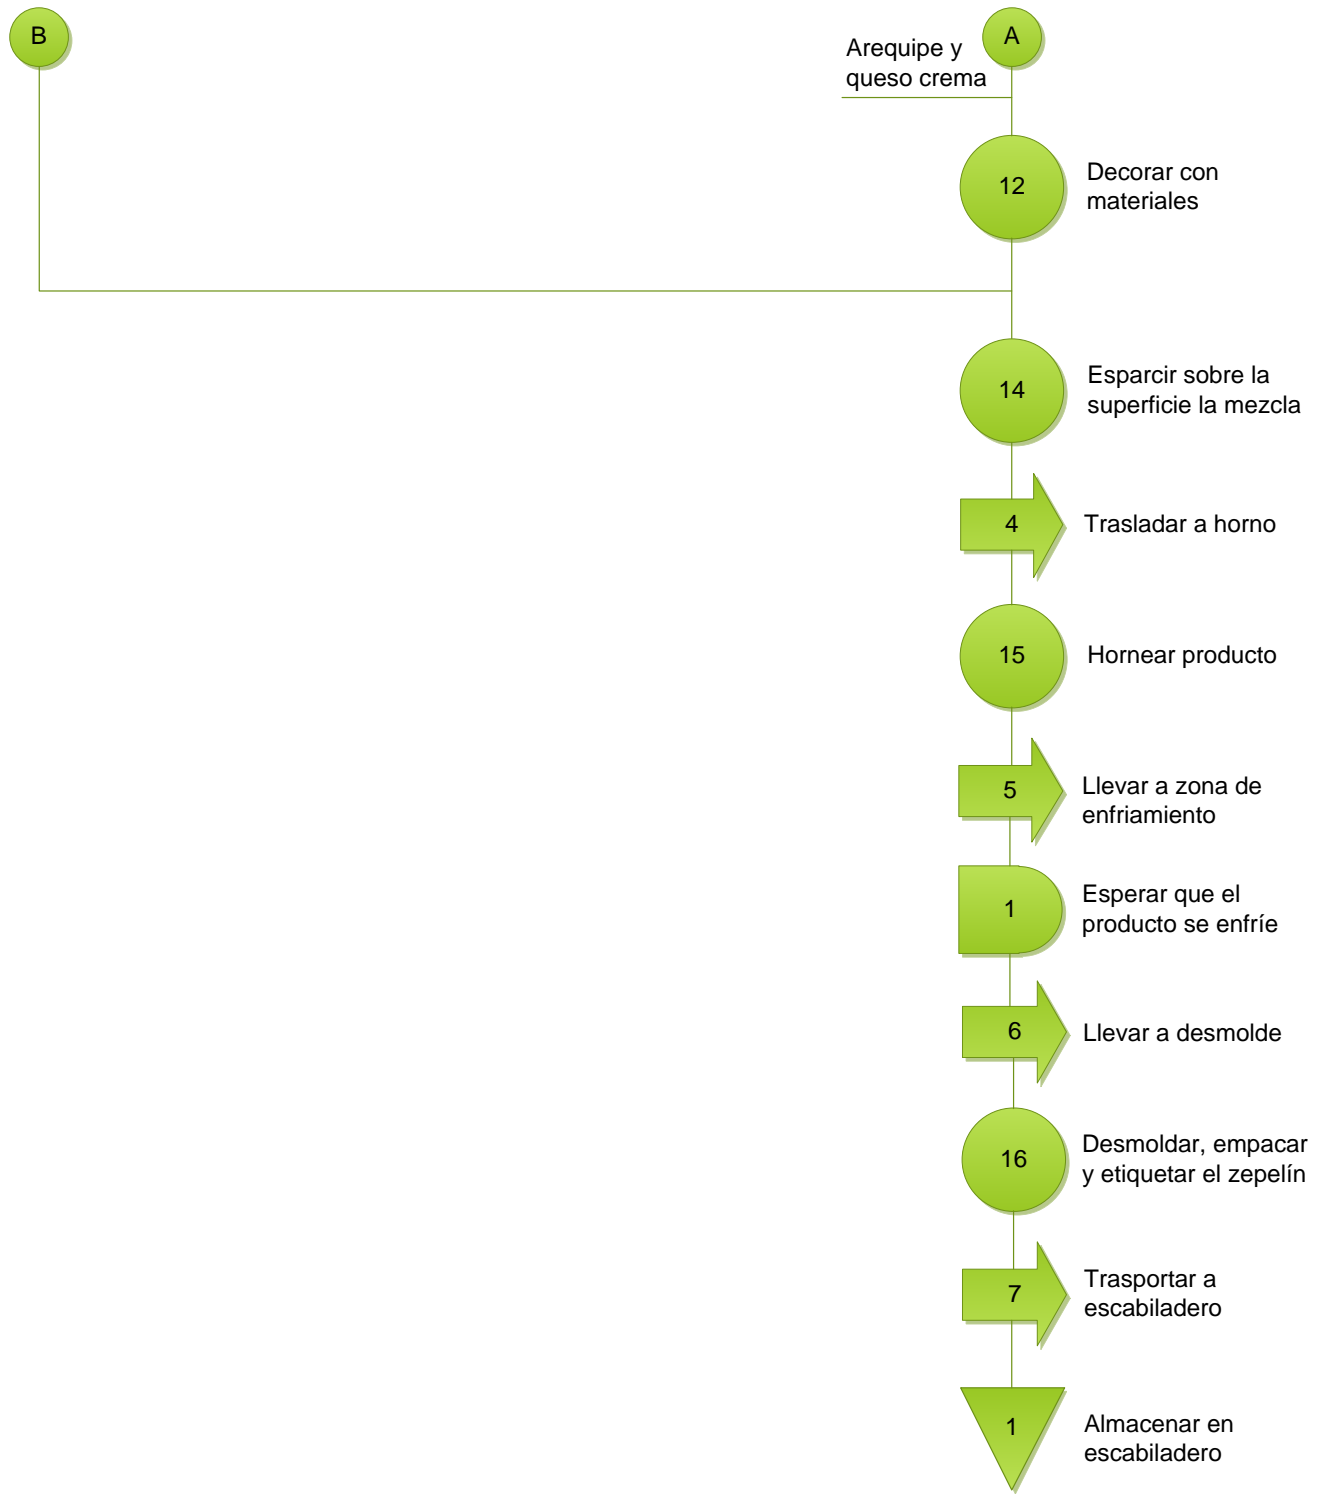 B
A
Arequipe y
queso crema
12
Decorar con
materiales
14
Esparcir sobre la
superficie la mezcla
4
Trasladar a horno
15
Hornear producto
5
Llevar a zona de
enfriamiento
1
Esperar que el
producto se enfríe
6
Llevar a desmolde
16
Desmoldar, empacar
y etiquetar el zepelín
7
Trasportar a
escabiladero
1
Almacenar en
escabiladero